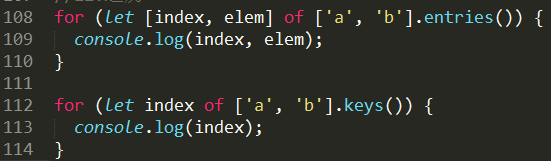 108 for (let [index, elem] of ['a', 'b'].entries()) {
109   console.log(index, elem);
110 }
111
112 for (let index of ['a', 'b'].keys()) {
113   console.log(index);
114 }